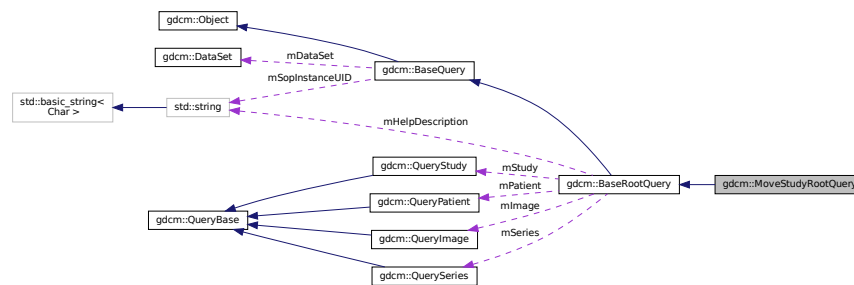 gdcm::Object
gdcm::DataSet
mDataSet
gdcm::BaseQuery
mSopInstanceUID
std::basic_string<
Char >
std::string
mHelpDescription
gdcm::QueryStudy
mStudy
gdcm::BaseRootQuery
gdcm::MoveStudyRootQuery
mPatient
gdcm::QueryPatient
mImage
gdcm::QueryBase
mSeries
gdcm::QueryImage
gdcm::QuerySeries